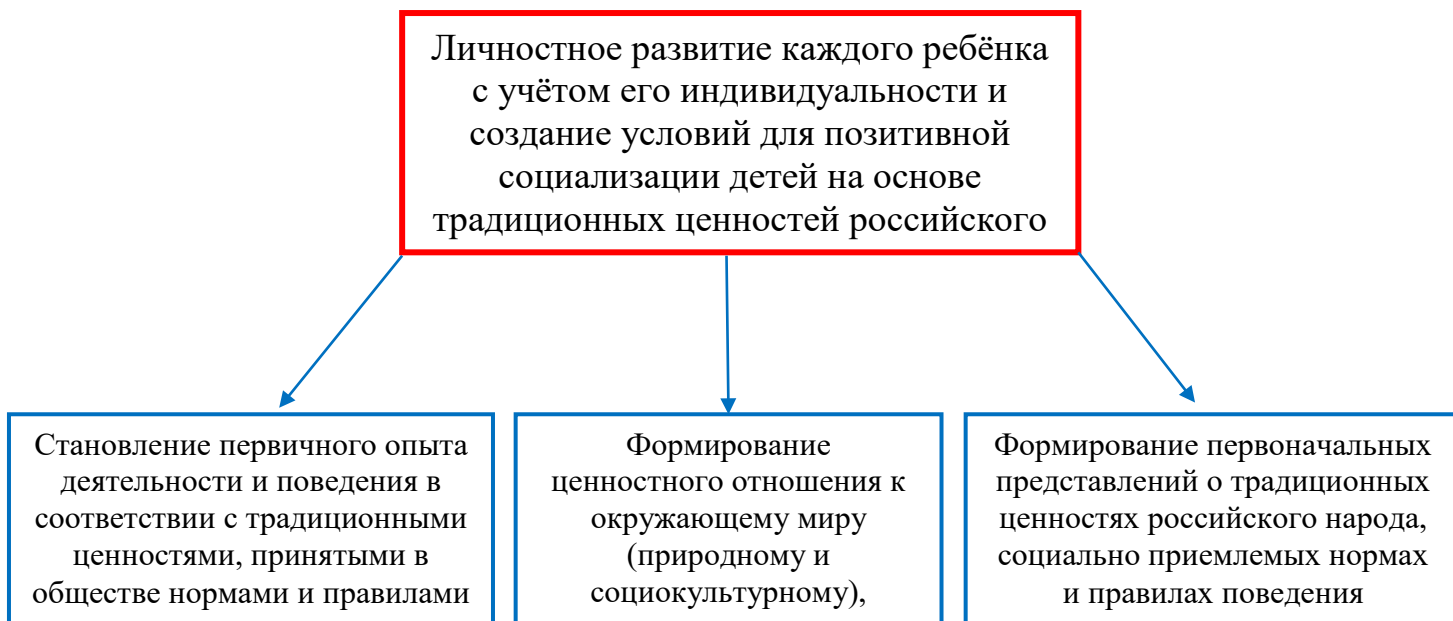 Личностное развитие каждого ребёнка
с учётом его индивидуальности и
создание условий для позитивной
социализации детей на основе
традиционных ценностей российского
Становление первичного опыта
деятельности и поведения в
соответствии с традиционными
ценностями, принятыми в
обществе нормами и правилами
Формирование
ценностного отношения к
окружающему миру
(природному и
социокультурному),
Формирование первоначальных
представлений о традиционных
ценностях российского народа,
социально приемлемых нормах
и правилах поведения